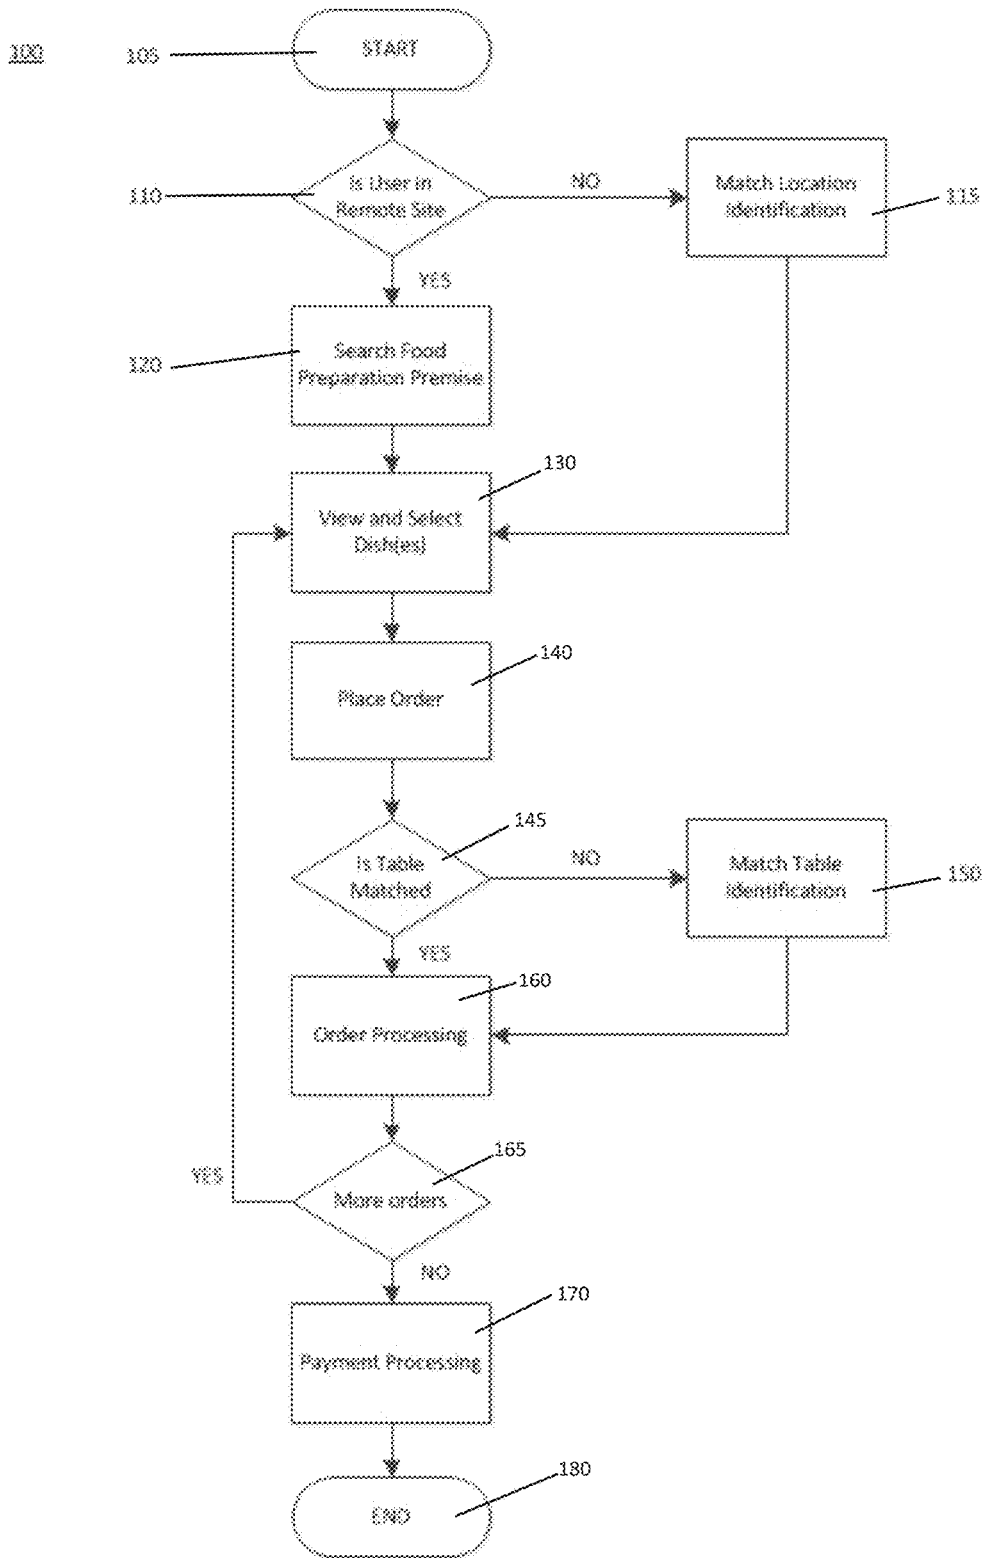 100
105
START
110
Is User in
Remote Site
NO
Match Location
Identification
115
YES
120
Search Food
Preparation Premise
130
View and Select
Dish(es)
140
Place Order
145
Is Table
Matched
NO
Match Table
Identification
150
YES
160
Order Processing
165
YES
More orders
NO
170
Payment Processing
180
END